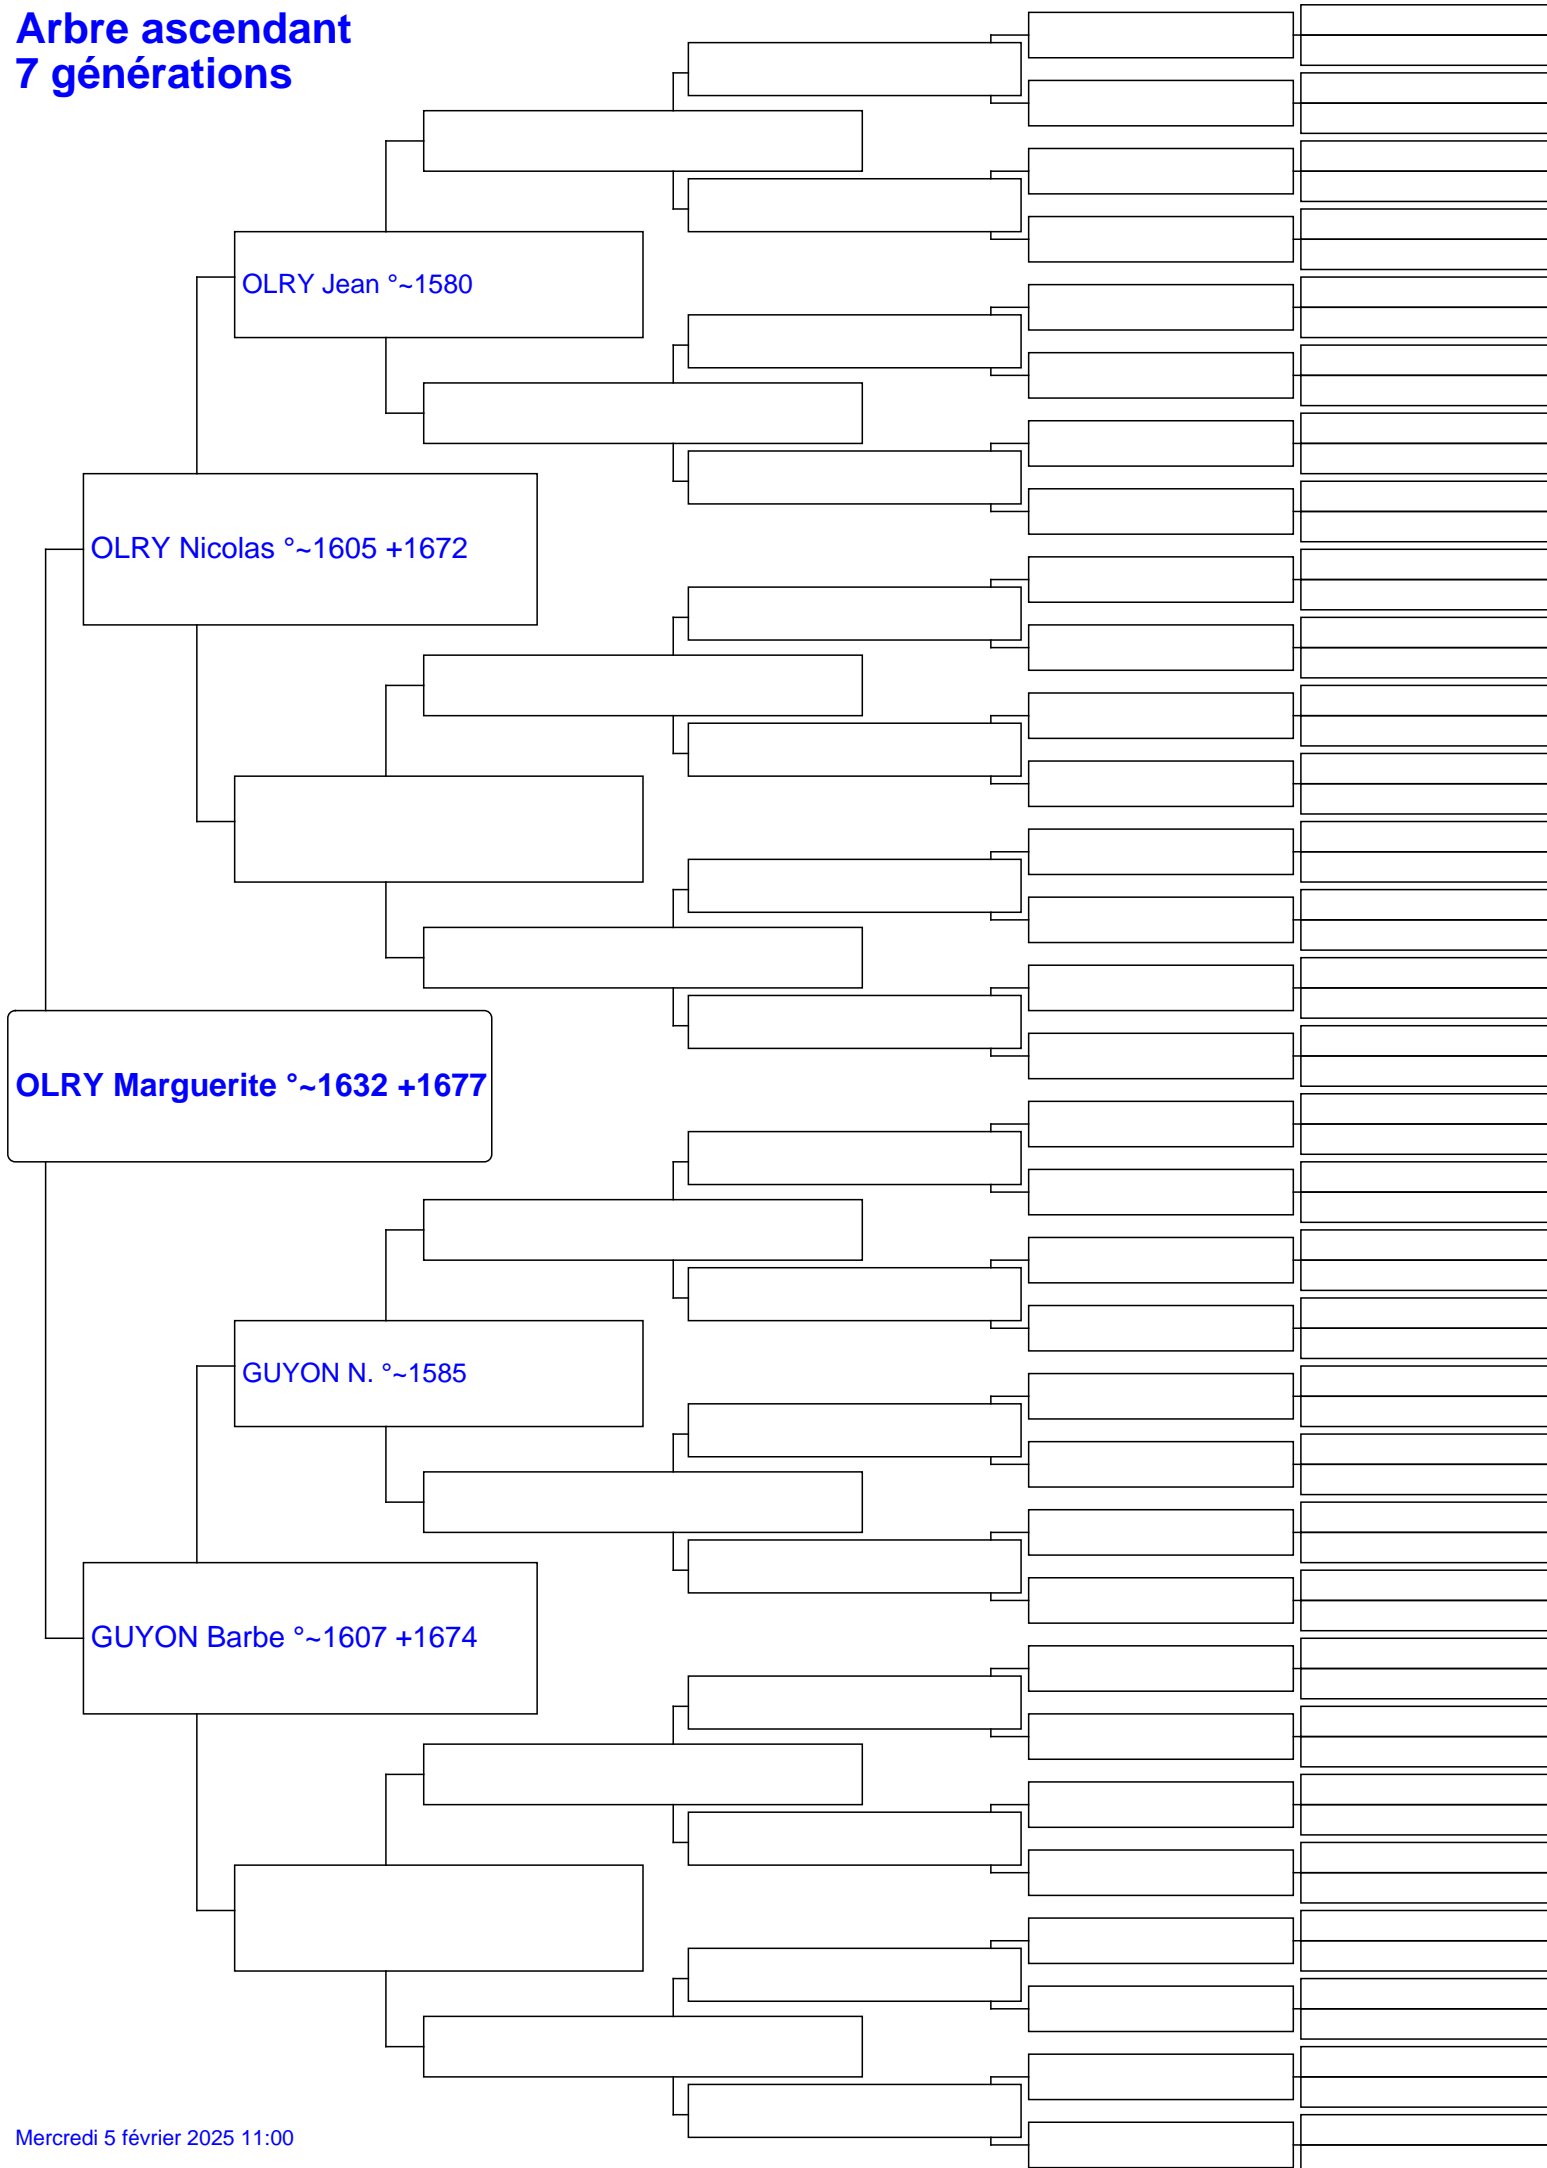 Arbre ascendant
7 générations
OLRY Jean °~1580
OLRY Nicolas °~1605 +1672
OLRY Marguerite °~1632 +1677
GUYON N. °~1585
GUYON Barbe °~1607 +1674
Mercredi 5 février 2025 11:00